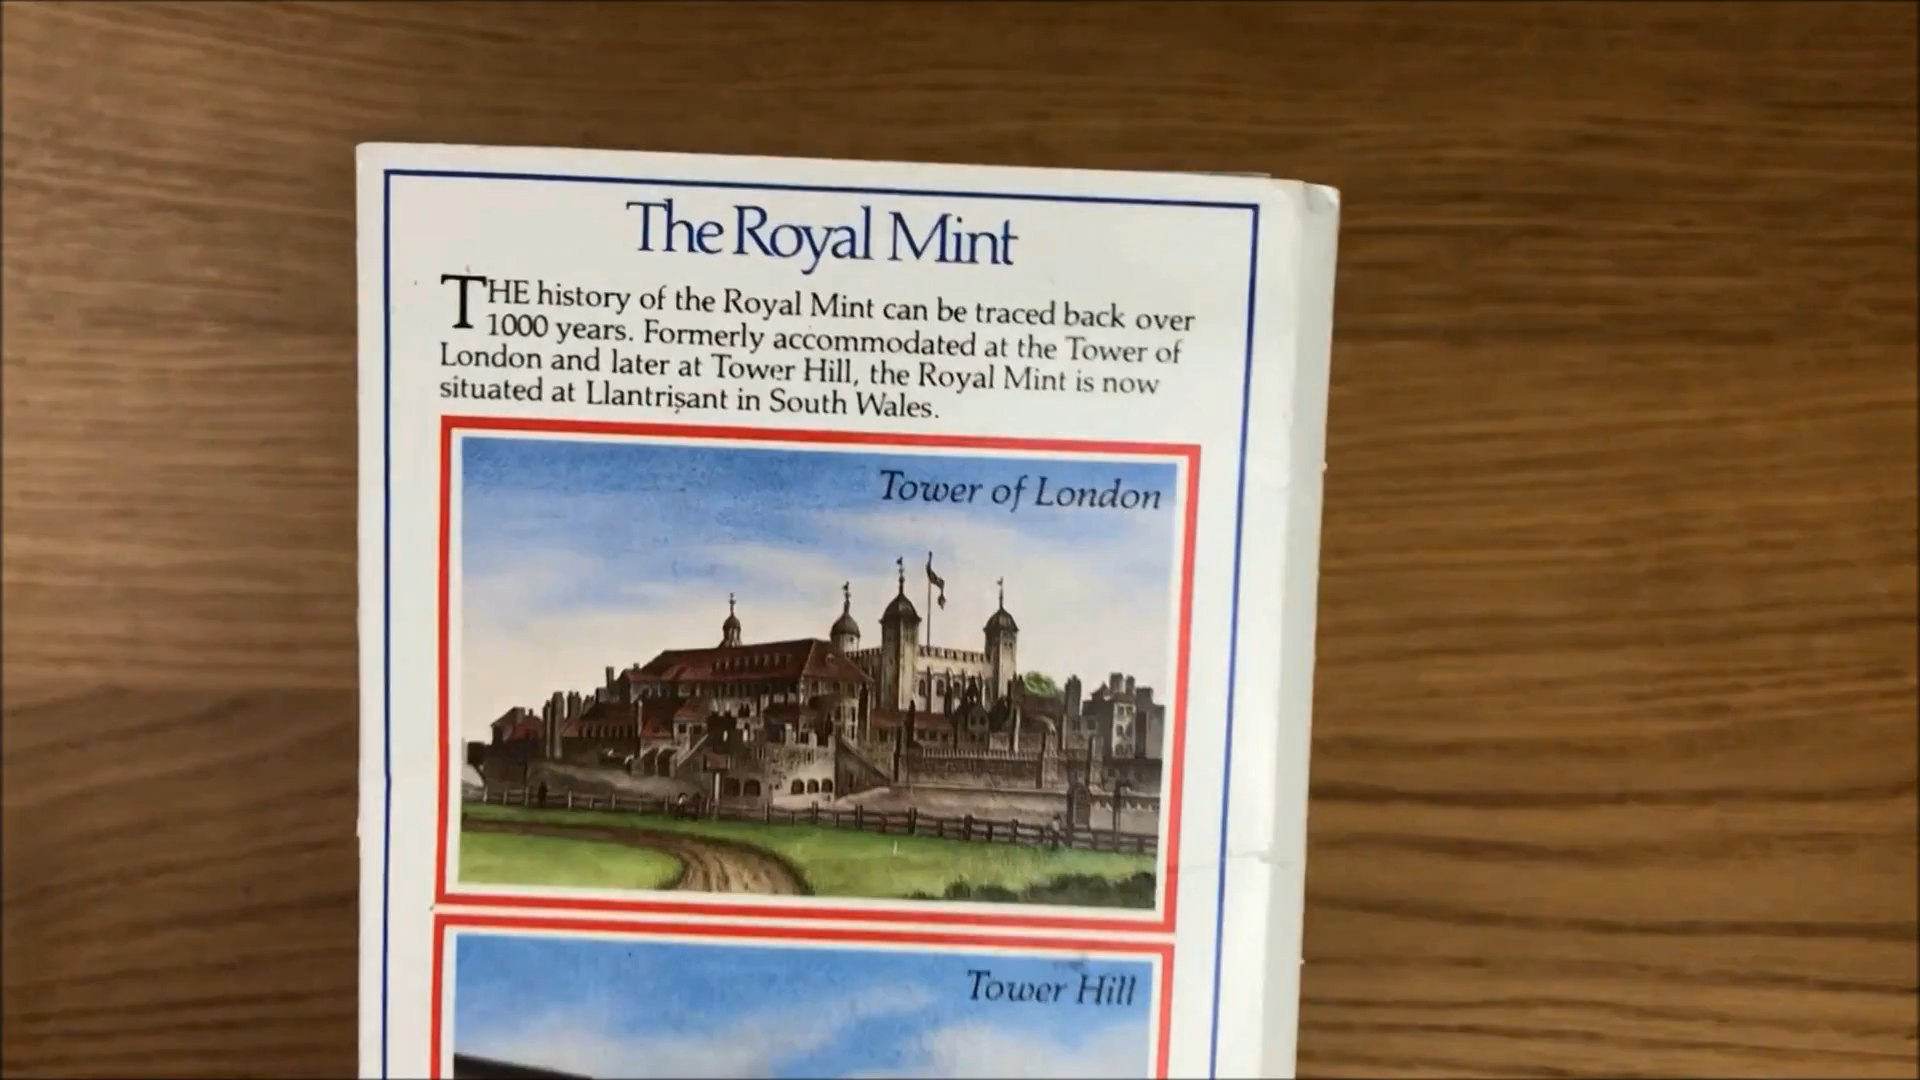 The Royal Mint
THE history of the Royal Mint can be traced back over
1000 years. Formerly accommodated at the Tower of
London and later at Tower Hill, the Royal Mint is now
situated at Llantrisant in South Wales.
Tower of London
Tower Hill